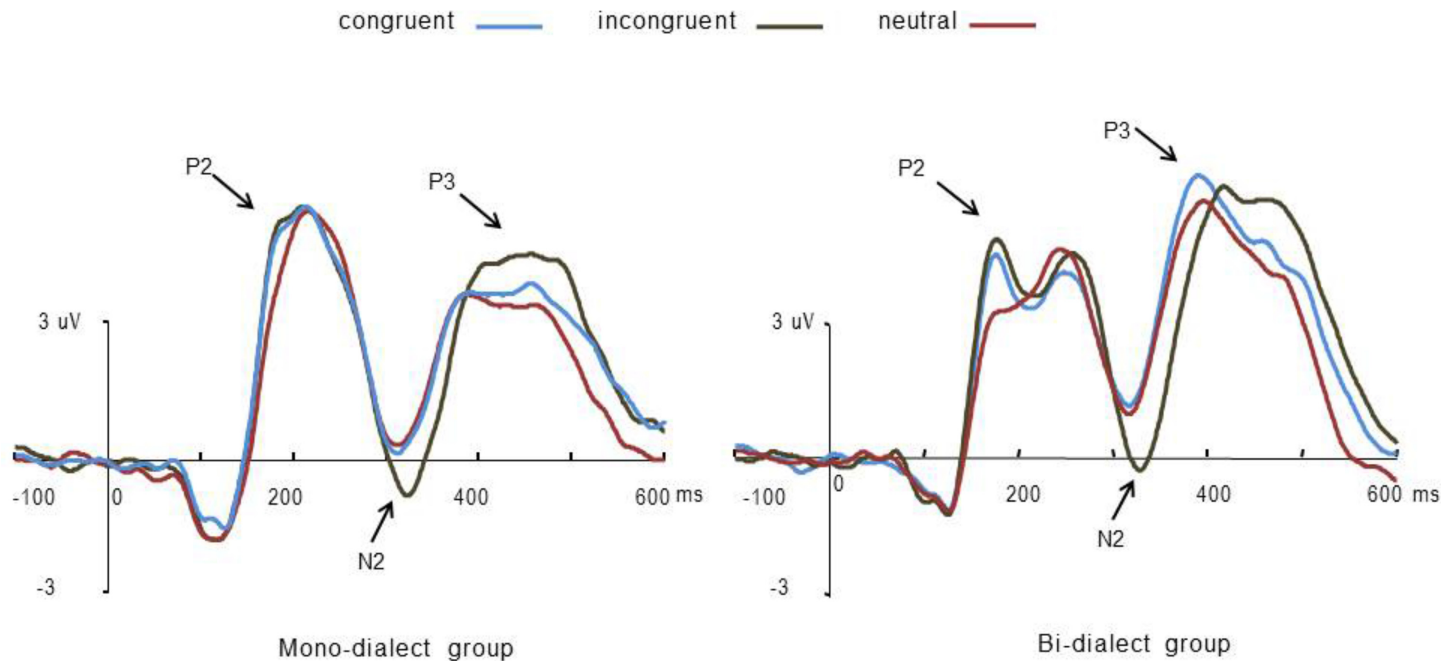 congruent incongruent neutral
P2
P3
3 uV
-100 0 200 400 600 ms
N2
-3
Mono-dialect group
P3
P2
3 uV
-100 0 200 400 600 ms
N2
-3
Bi-dialect group